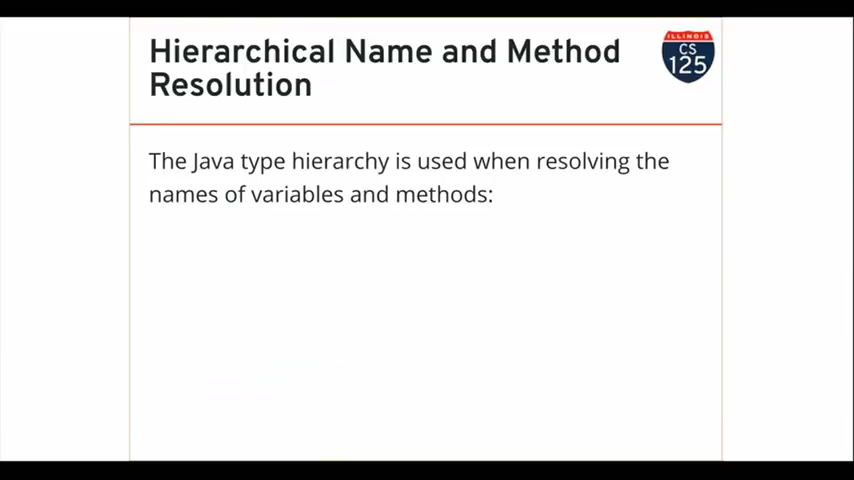 Hierarchical Name and Method
Resolution
ILLINOIS
CS
125
The Java type hierarchy is used when resolving the
names of variables and methods: